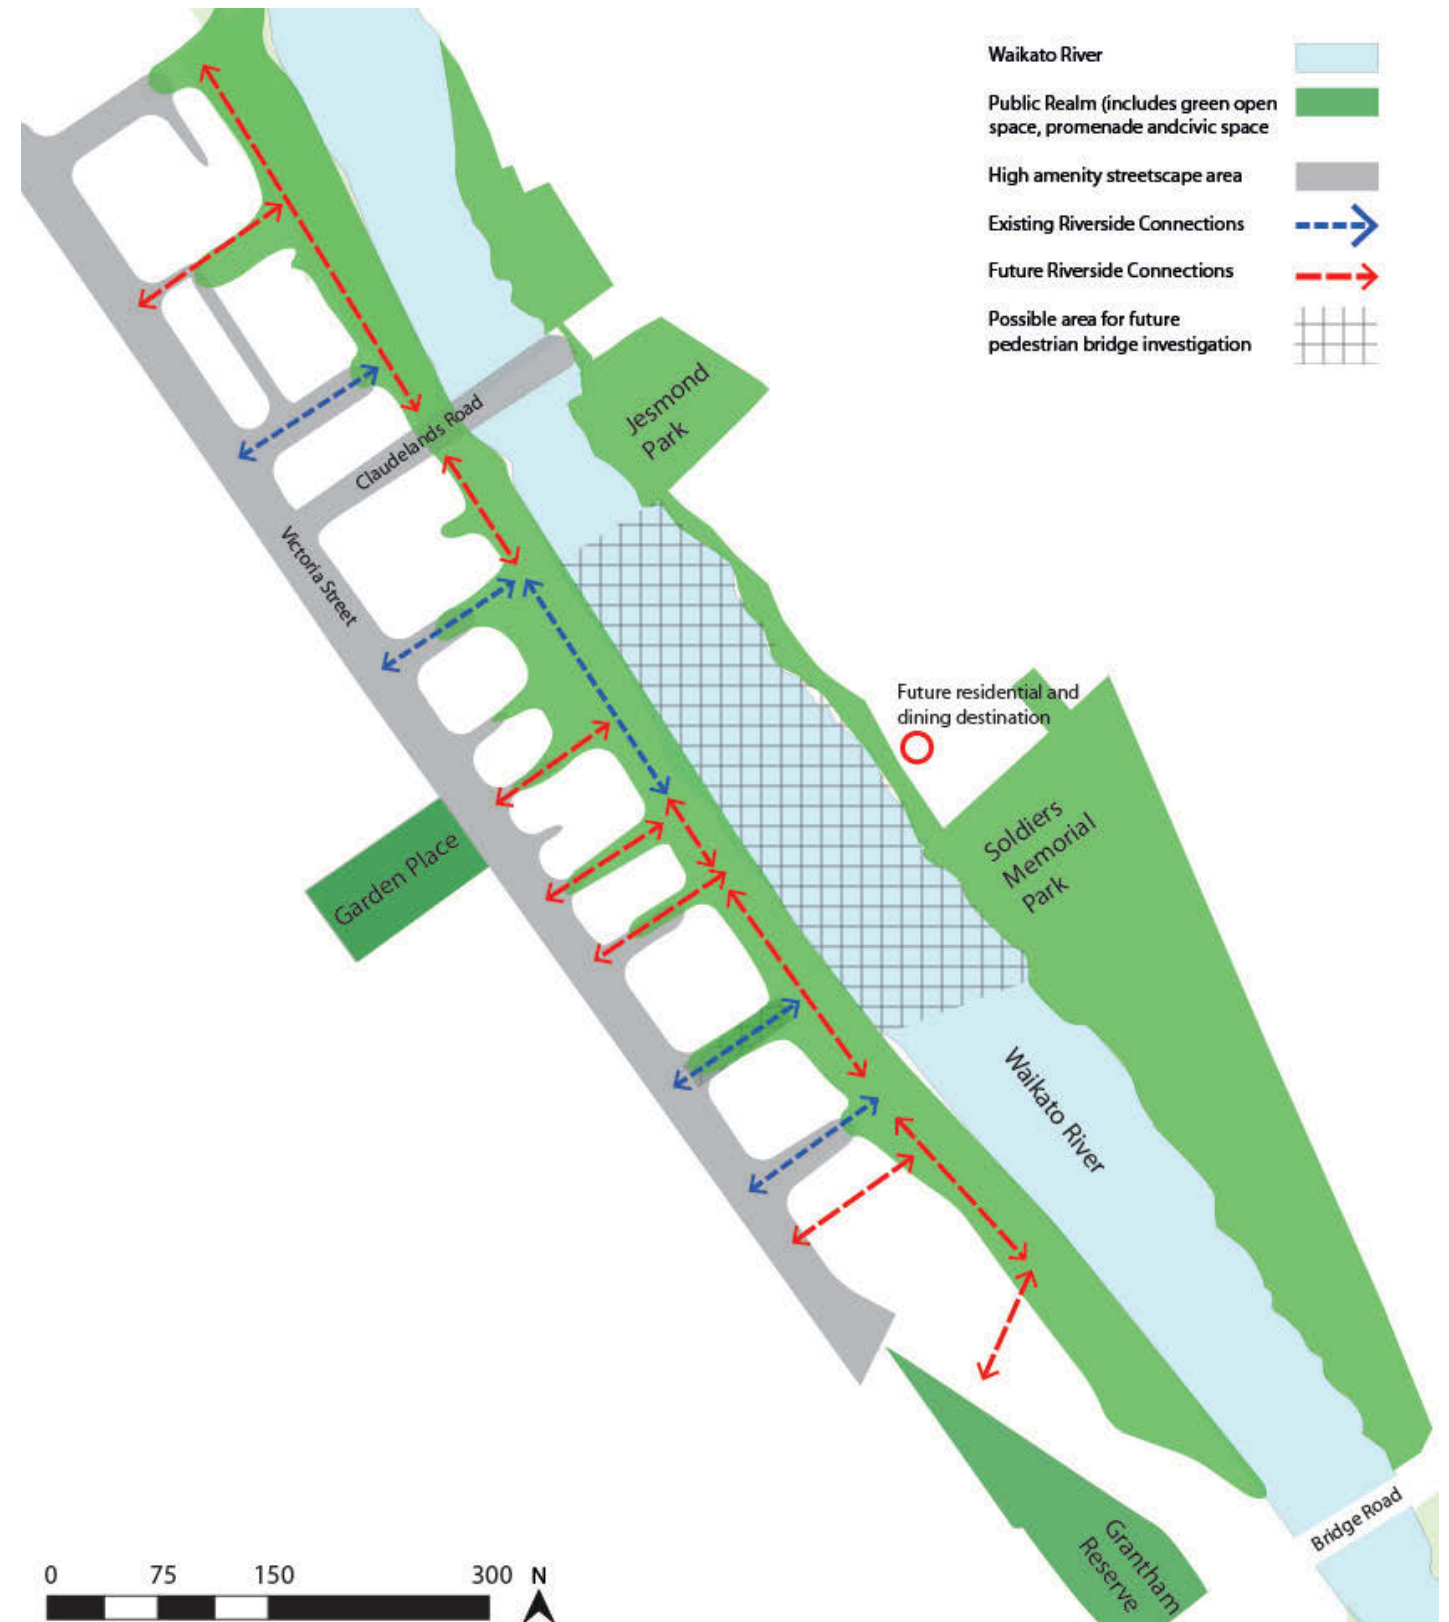 Waikato River
Public Realm (includes green open
space, promenade andcivic space
High amenity streetscape area
Existing Riverside Connections
Future Riverside Connections
Possible area for future
pedestrian bridge investigation
Jesmond
Park
Claudelands Road
Victoria Street
Future residential and
dining destination
Garden Place
Soldiers
Memorial
Park
Waikato River
Bridge Road
Grantham
Reserve
0 75 150 300 N